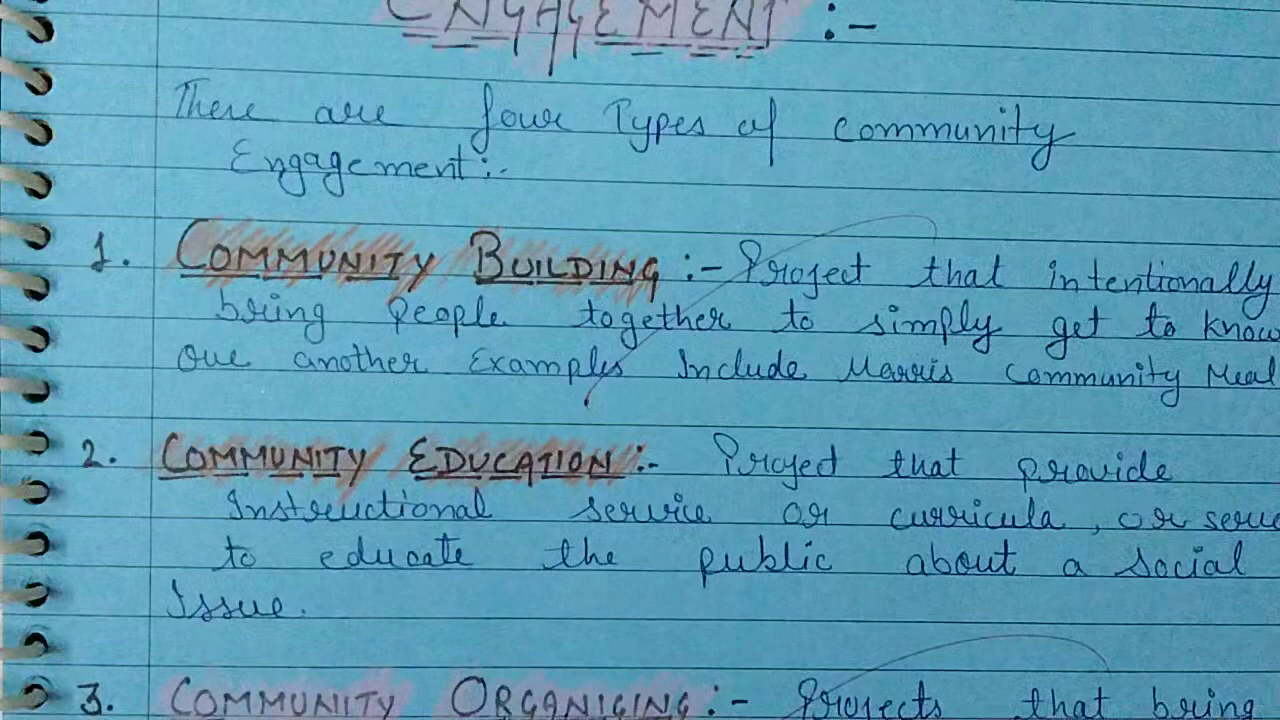 ENGAGEMENT :-
There are four Types of community
Engagement:-
1. COMMUNITY BUILDING :- Project that intentionally
bring people together to simply get to know
one another Examples Include Marris Community Meal
2. COMMUNITY EDUCATION :- Project that provide
Instructional service or curricula, or serve
to educate the public about a social
Issue.
3. COMMUNITY ORGANICING :- Projects that bring